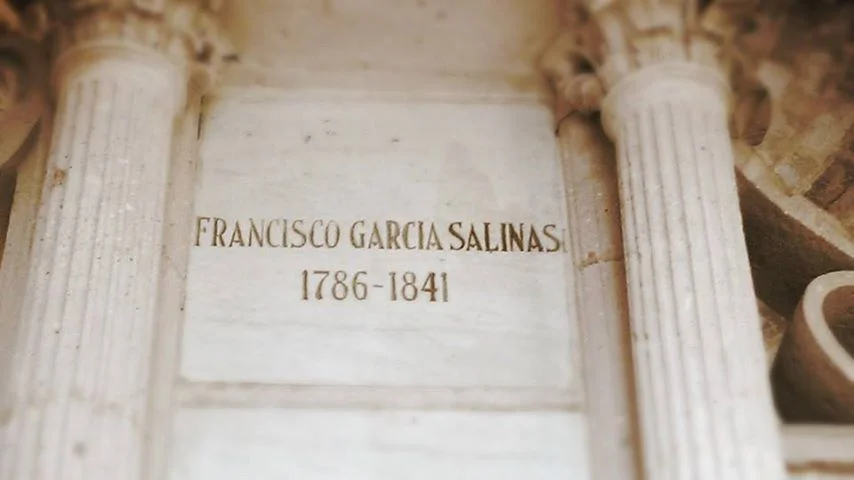 FRANCISCO GARCIA SALINAS
1786-1841